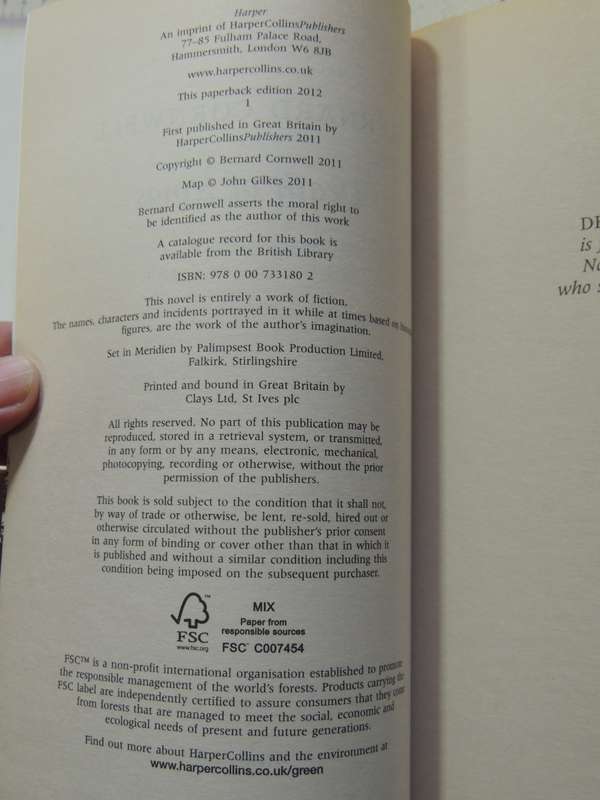 Harper
An imprint of HarperCollinsPublishers
77–85 Fulham Palace Road,
Hammersmith, London W6 8JB
www.harpercollins.co.uk
This paperback edition 2012
1
First published in Great Britain by
HarperCollinsPublishers 2011
Copyright © Bernard Cornwell 2011
Map © John Gilkes 2011
Bernard Cornwell asserts the moral right to
be identified as the author of this work
A catalogue record for this book is
available from the British Library
ISBN: 978 0 00 733180 2
This novel is entirely a work of fiction.
The names, characters and incidents portrayed in it while at times based on
figures, are the work of the author's imagination.
Set in Meridien by Palimpsest Book Production Limited,
Falkirk, Stirlingshire
Printed and bound in Great Britain by
Clays Ltd, St Ives plc
All rights reserved. No part of this publication may be
reproduced, stored in a retrieval system, or transmitted,
in any form or by any means, electronic, mechanical,
photocopying, recording or otherwise, without the prior
permission of the publishers.
This book is sold subject to the condition that it shall not,
by way of trade or otherwise, be lent, re-sold, hired out or
otherwise circulated without the publisher's prior consent
in any form of binding or cover other than that in which it
is published and without a similar condition including this
condition being imposed on the subsequent purchaser.
™
FSC
www.fsc.org
MIX
Paper from
responsible sources
FSC™ C007454
FSC™ is a non-profit international organisation established to promote
the responsible management of the world's forests. Products carrying the
FSC label are independently certified to assure consumers that they come
from forests that are managed to meet the social, economic and
ecological needs of present and future generations.
Find out more about HarperCollins and the environment at
www.harpercollins.co.uk/green
DE
is
No
who